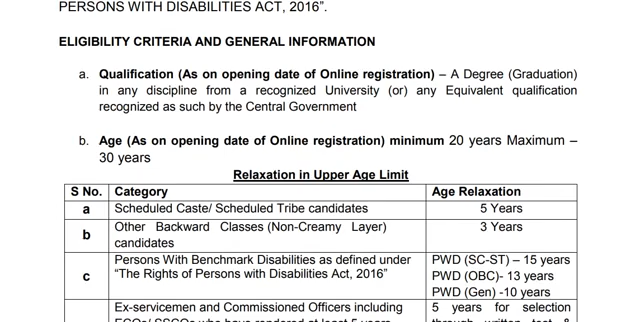 PERSONS WITH DISABILITIES ACT, 2016”.
ELIGIBILITY CRITERIA AND GENERAL INFORMATION
a. Qualification (As on opening date of Online registration) – A Degree (Graduation)
in any discipline from a recognized University (or) any Equivalent qualification
recognized as such by the Central Government
b. Age (As on opening date of Online registration) minimum 20 years Maximum –
30 years
Relaxation in Upper Age Limit
S No. Category Age Relaxation
a Scheduled Caste/ Scheduled Tribe candidates 5 Years
b Other Backward Classes (Non-Creamy Layer) 3 Years
candidates
c Persons With Benchmark Disabilities as defined under PWD (SC-ST) – 15 years
“The Rights of Persons with Disabilities Act, 2016” PWD (OBC)- 13 years
PWD (Gen) -10 years
Ex-servicemen and Commissioned Officers including 5 years for selection